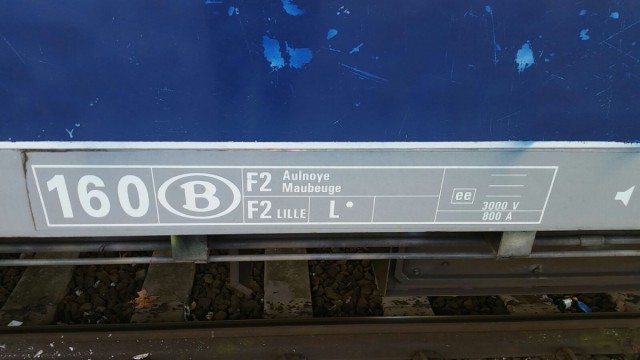 160 B F2 Aulnoye
Maubeuge
F2 LILLE L•
ee 3000 V
800 A